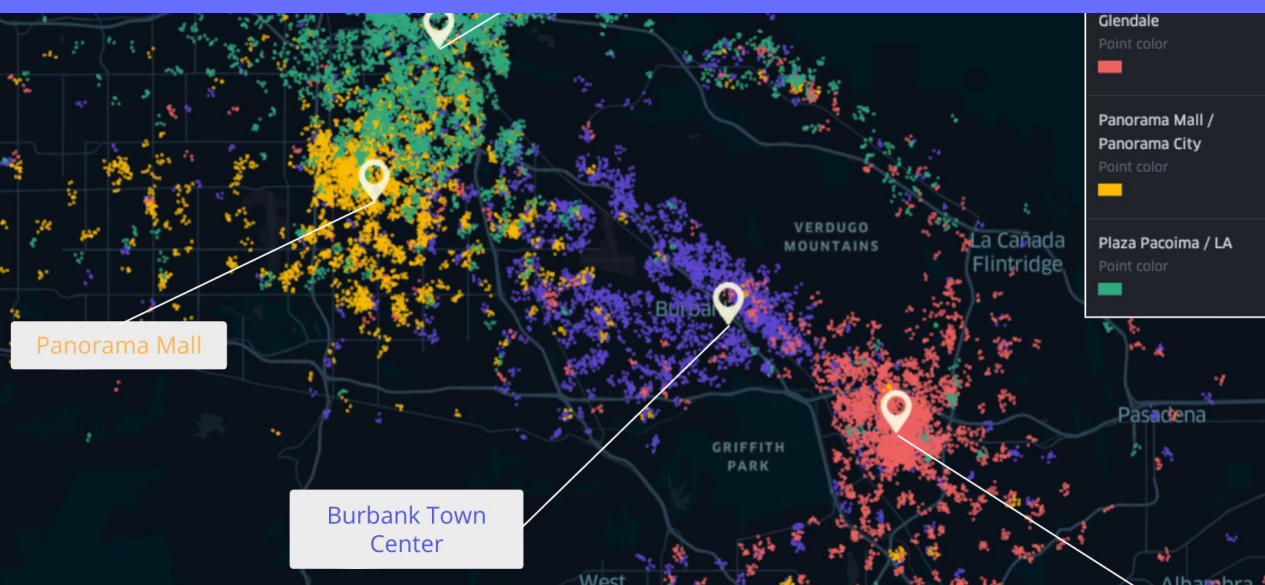 Glendale
Point color
Panorama Mall /
Panorama City
Point color
Plaza Pacoima / LA
Point color
VERDUGO
MOUNTAINS
La Cañada
Flintridge
Panorama Mall
Pasadena
GRIFFITH
PARK
Burbank Town
Center
West
Alhambra